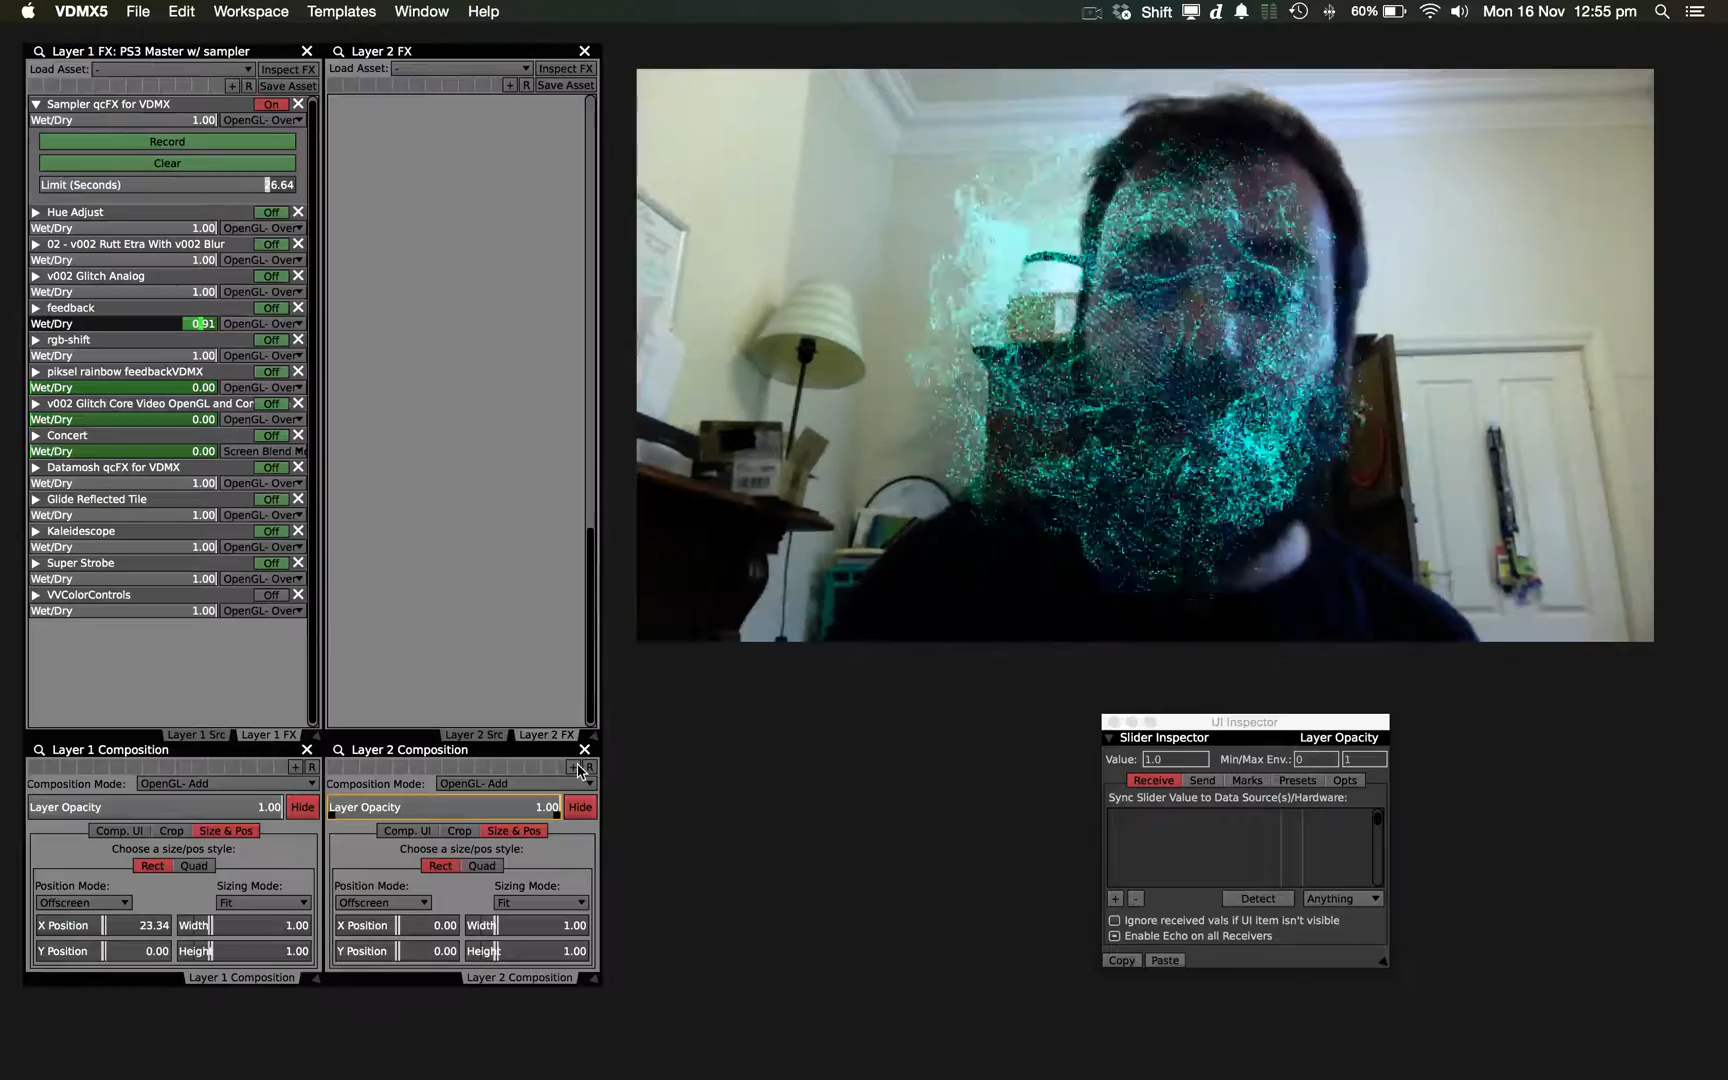 VDMX5 File Edit Workspace Templates Window Help Shift 60% Mon 16 Nov 12:55 pm
Layer 1 FX: PS3 Master w/ sampler
Load Asset: - Inspect FX
+ R Save Asset
Sampler qcFX for VDMX On
Wet/Dry 1.00 OpenGL- Over
Record
Clear
Limit (Seconds) 26.64
Hue Adjust Off
Wet/Dry 1.00 OpenGL- Over
02 - v002 Rutt Etra With v002 Blur Off
Wet/Dry 1.00 OpenGL- Over
v002 Glitch Analog Off
Wet/Dry 1.00 OpenGL- Over
feedback Off
Wet/Dry 0.91 OpenGL- Over
rgb-shift Off
Wet/Dry 1.00 OpenGL- Over
piksel rainbow feedbackVDMX Off
Wet/Dry 0.00 OpenGL- Over
v002 Glitch Core Video OpenGL and Cor Off
Wet/Dry 0.00 OpenGL- Over
Concert Off
Wet/Dry 0.00 Screen Blend
Datamosh qcFX for VDMX Off
Wet/Dry 1.00 OpenGL- Over
Glide Reflected Tile Off
Wet/Dry 1.00 OpenGL- Over
Kaleidescope Off
Wet/Dry 1.00 OpenGL- Over
Super Strobe Off
Wet/Dry 1.00 OpenGL- Over
VVColorControls Off
Wet/Dry 1.00 OpenGL- Over
Layer 1 Src Layer 1 FX
Layer 2 FX
Load Asset: - Inspect FX
+ R Save Asset
Layer 2 Src Layer 2 FX
Layer 1 Composition
+ R
Composition Mode: OpenGL- Add
Layer Opacity 1.00 Hide
Comp. UI Crop Size & Pos
Choose a size/pos style:
Rect Quad
Position Mode: Sizing Mode:
Offscreen Fit
X Position 23.34 Width 1.00
Y Position 0.00 Height 1.00
Layer 1 Composition
Layer 2 Composition
+ R
Composition Mode: OpenGL- Add
Layer Opacity 1.00 Hide
Comp. UI Crop Size & Pos
Choose a size/pos style:
Rect Quad
Position Mode: Sizing Mode:
Offscreen Fit
X Position 0.00 Width 1.00
Y Position 0.00 Height 1.00
Layer 2 Composition
UI Inspector
Slider Inspector Layer Opacity
Value: 1.0 Min/Max Env.: 0 1
Receive Send Marks Presets Opts
Sync Slider Value to Data Source(s)/Hardware:
+ - Detect Anything
Ignore received vals if UI item isn't visible
Enable Echo on all Receivers
Copy Paste